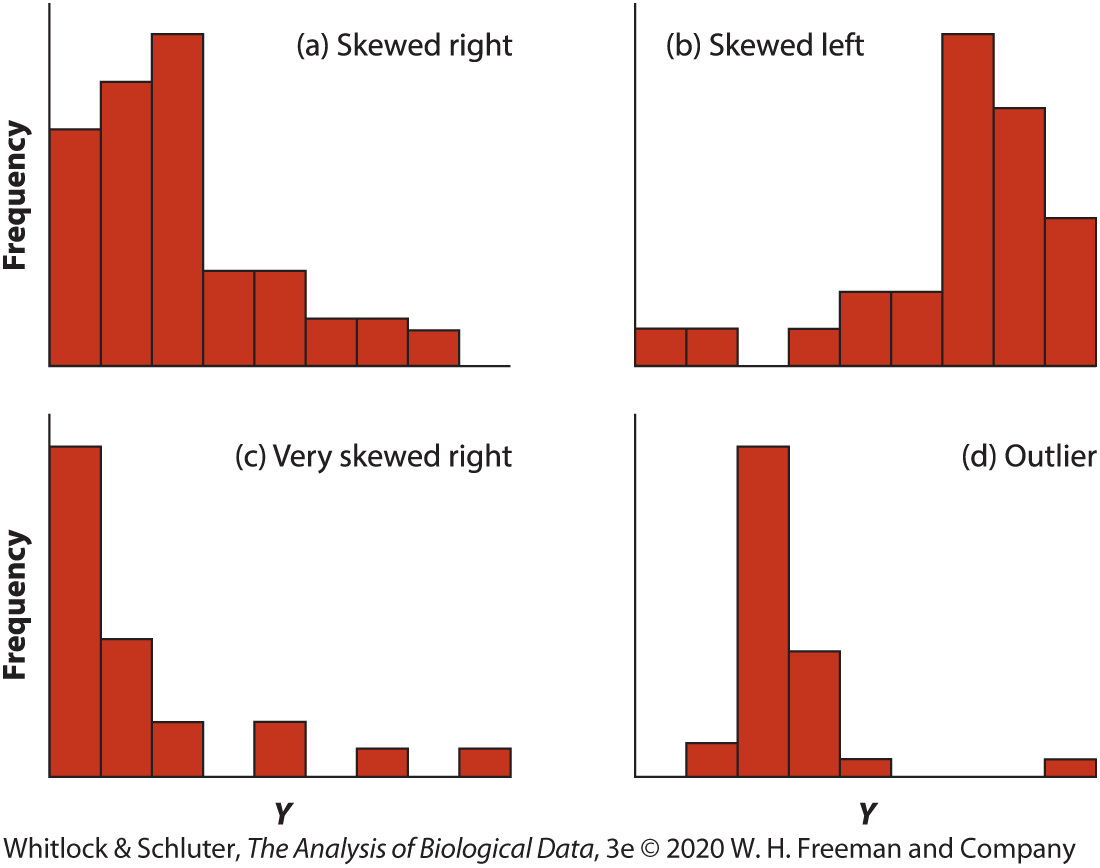 (a) Skewed right
(b) Skewed left
Frequency
(c) Very skewed right
(d) Outlier
Frequency
Y
Y
Whitlock & Schluter, The Analysis of Biological Data, 3e © 2020 W. H. Freeman and Company